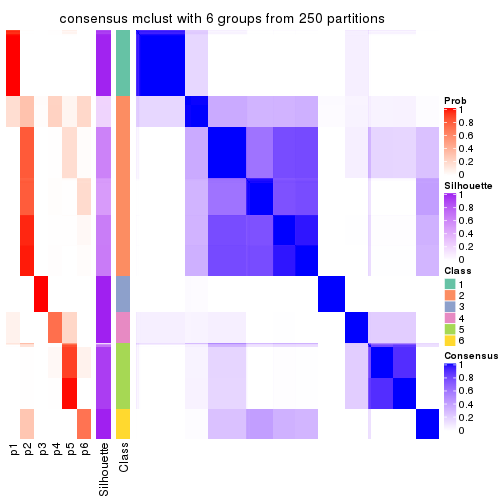 consensus mclust with 6 groups from 250 partitions
Prob
1
0.8
0.6
0.4
0.2
0
Silhouette
1
0.8
0.6
0.4
0.2
0
Class
1
2
3
4
5
6
Consensus
1
0.8
0.6
0.4
0.2
0
p1
p2
p3
p4
p5
p6
Silhouette
Class